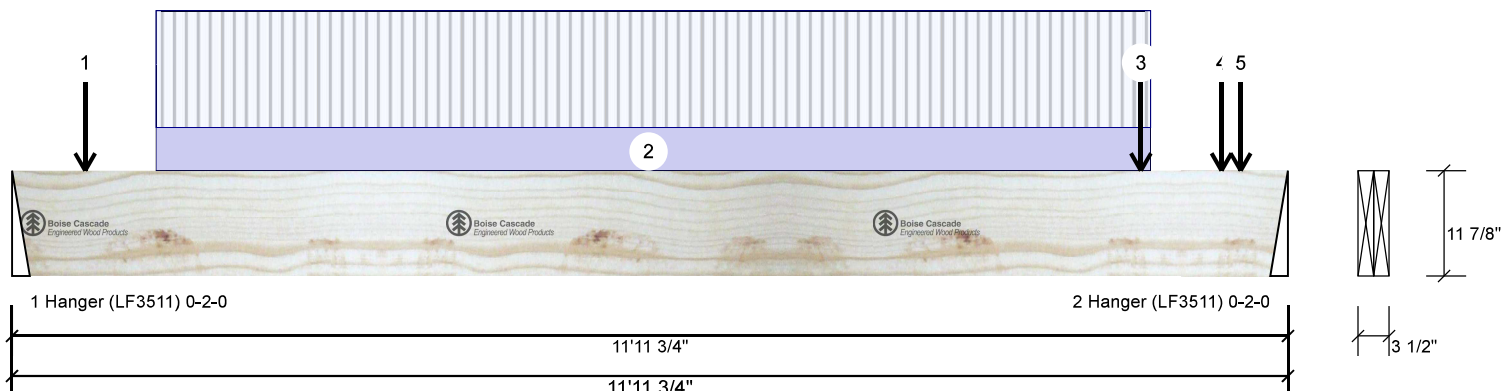 1
3
4 5
2
Boise Cascade
Engineered Wood Products
Boise Cascade
Engineered Wood Products
Boise Cascade
Engineered Wood Products
11 7/8"
1 Hanger (LF3511) 0-2-0
2 Hanger (LF3511) 0-2-0
11'11 3/4"
3 1/2"
11'11 3/4"